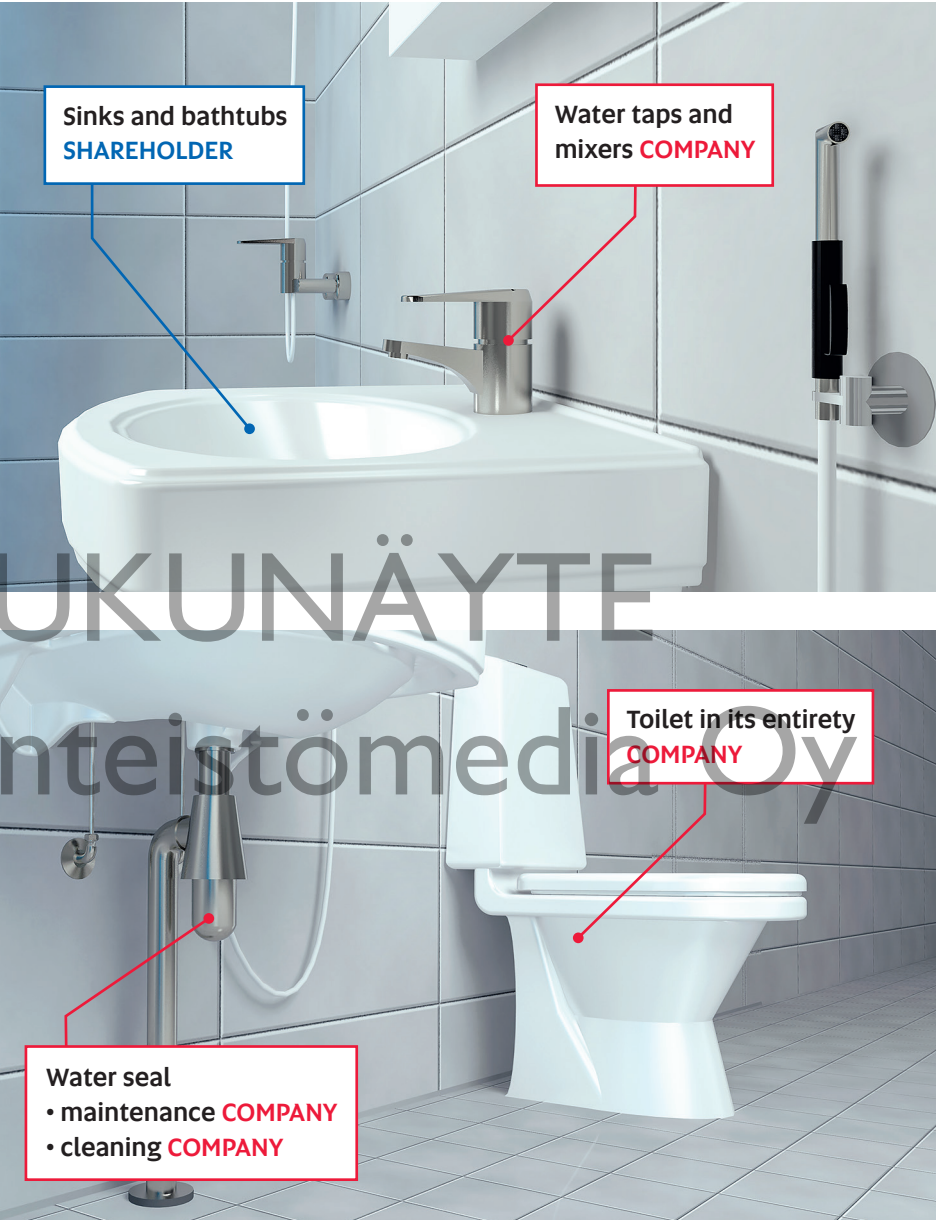 Sinks and bathtubs
SHAREHOLDER
Water taps and
mixers COMPANY
UKUNÄYTE
Toilet in its entirety
COMPANY
nteistömedia Oy
Water seal
• maintenance COMPANY
• cleaning COMPANY